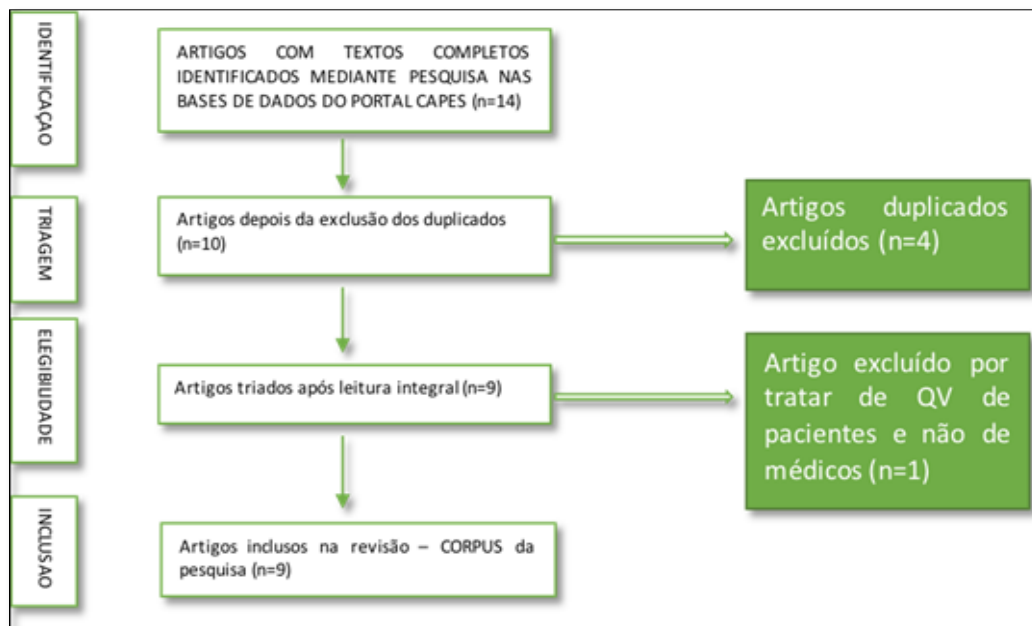 IDENTIFICAÇAO
ARTIGOS COM TEXTOS COMPLETOS
IDENTIFICADOS MEDIANTE PESQUISA NAS
BASES DE DADOS DO PORTAL CAPES (n=14)
TRIAGEM
Artigos depois da exclusão dos duplicados
(n=10)
Artigos duplicados
excluídos (n=4)
ELEGIBILIDADE
Artigos triados após leitura integral (n=9)
Artigo excluído por
tratar de QV de
pacientes e não de
médicos (n=1)
INCLUSAO
Artigos inclusos na revisão – CORPUS da
pesquisa (n=9)